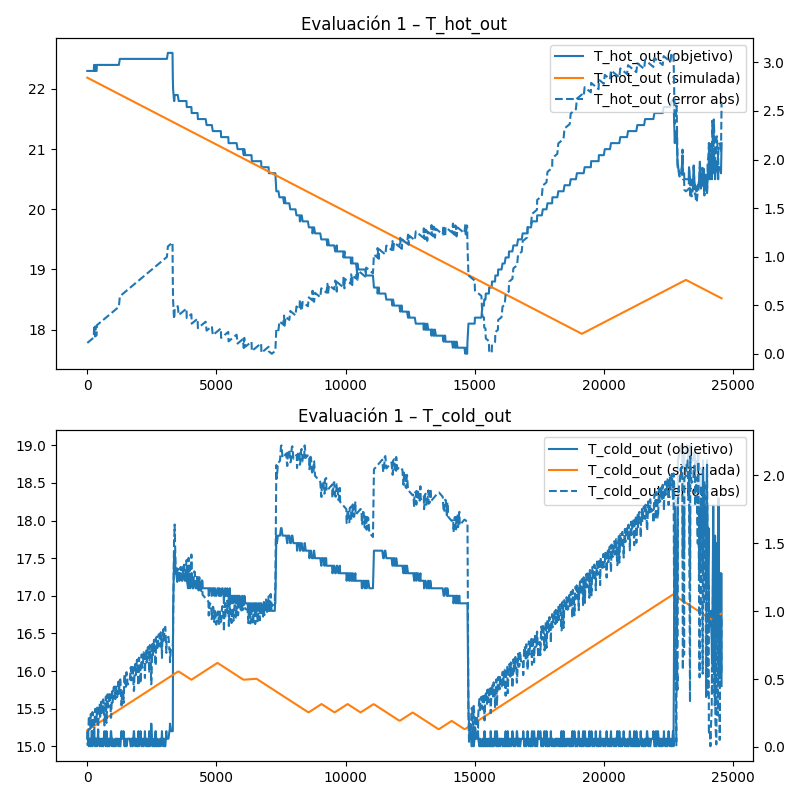 Evaluación 1 – T_hot_out
T_hot_out (objetivo)
T_hot_out (simulada)
T_hot_out (error abs)
22
21
20
19
18
3.0
2.5
2.0
1.5
1.0
0.5
0.0
0 5000 10000 15000 20000 25000
Evaluación 1 – T_cold_out
T_cold_out (objetivo)
T_cold_out (simulada)
T_cold_out (error abs)
19.0
18.5
18.0
17.5
17.0
16.5
16.0
15.5
15.0
2.0
1.5
1.0
0.5
0.0
0 5000 10000 15000 20000 25000